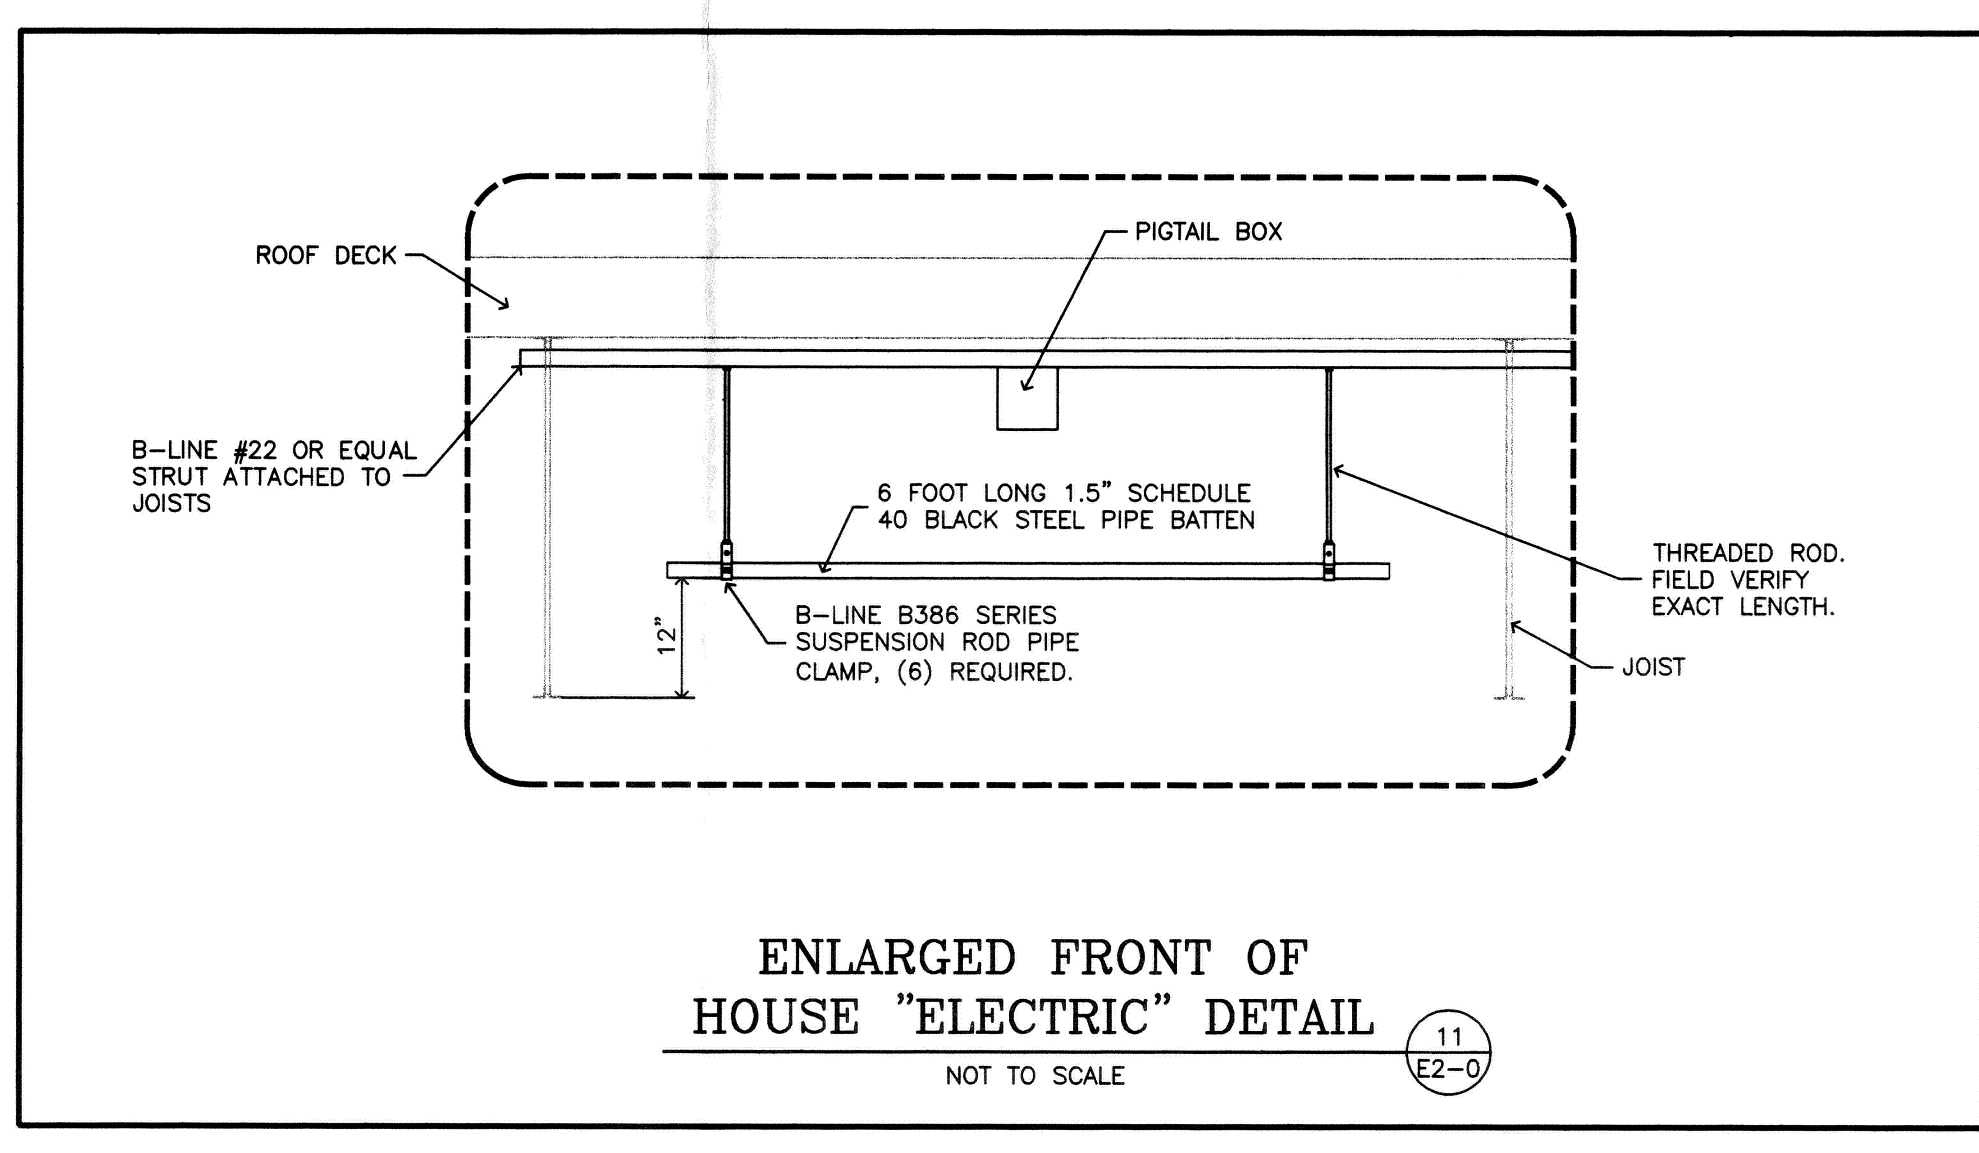 PIGTAIL BOX
ROOF DECK
B-LINE #22 OR EQUAL
STRUT ATTACHED TO
JOISTS
6 FOOT LONG 1.5" SCHEDULE
40 BLACK STEEL PIPE BATTEN
THREADED ROD.
FIELD VERIFY
EXACT LENGTH.
12"
B-LINE B386 SERIES
SUSPENSION ROD PIPE
CLAMP, (6) REQUIRED.
JOIST
ENLARGED FRONT OF
HOUSE "ELECTRIC" DETAIL
NOT TO SCALE
11
E2-0